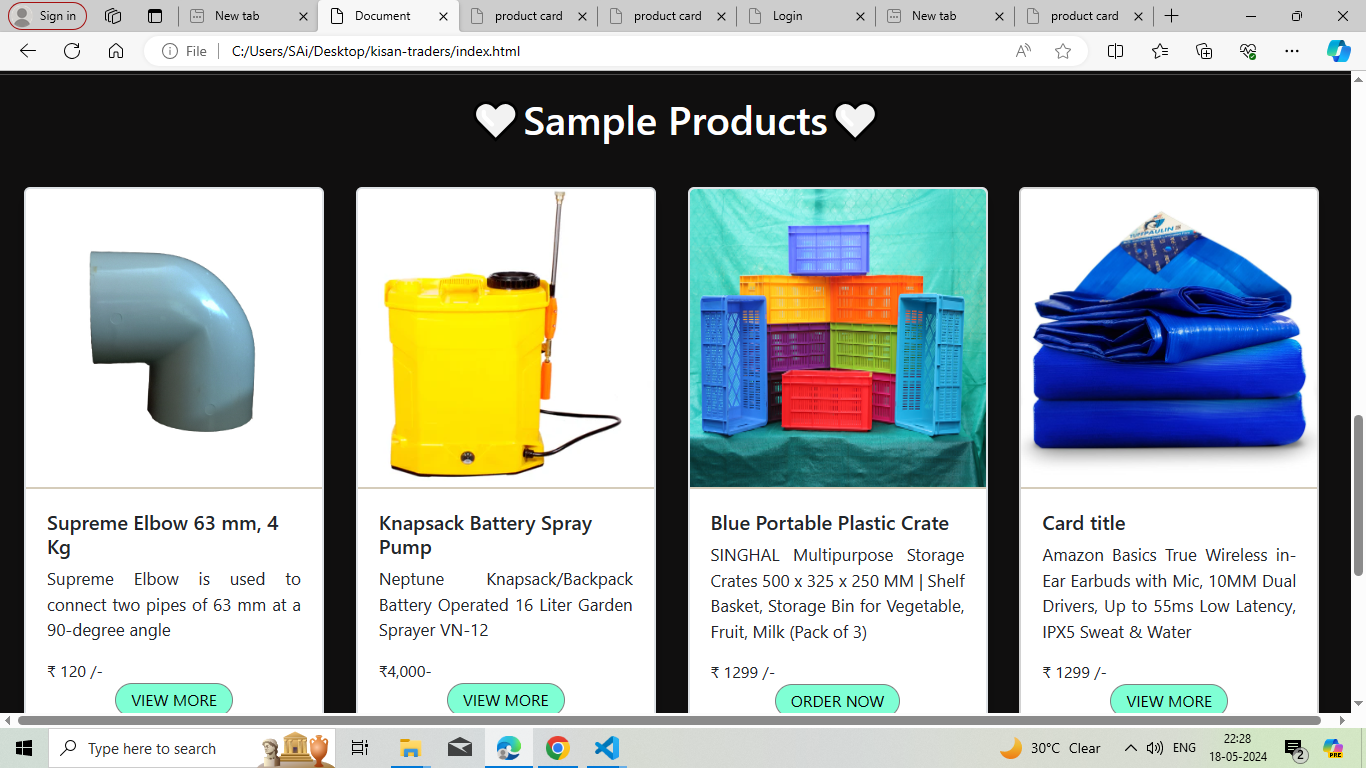 Sign in
New tab
Document
product card
product card
Login
New tab
product card
File
C:/Users/SAi/Desktop/kisan-traders/index.html
🤍Sample Products🤍
TARPAULIN
Supreme Elbow 63 mm, 4
Kg
Supreme Elbow is used to
connect two pipes of 63 mm at a
90-degree angle
₹ 120 /-
VIEW MORE
Knapsack Battery Spray
Pump
Neptune Knapsack/Backpack
Battery Operated 16 Liter Garden
Sprayer VN-12
₹4,000-
VIEW MORE
Blue Portable Plastic Crate
SINGHAL Multipurpose Storage
Crates 500 x 325 x 250 MM | Shelf
Basket, Storage Bin for Vegetable,
Fruit, Milk (Pack of 3)
₹ 1299 /-
ORDER NOW
Card title
Amazon Basics True Wireless in-
Ear Earbuds with Mic, 10MM Dual
Drivers, Up to 55ms Low Latency,
IPX5 Sweat & Water
₹ 1299 /-
VIEW MORE
Type here to search
30°C Clear
ENG
22:28
18-05-2024
2
PRE